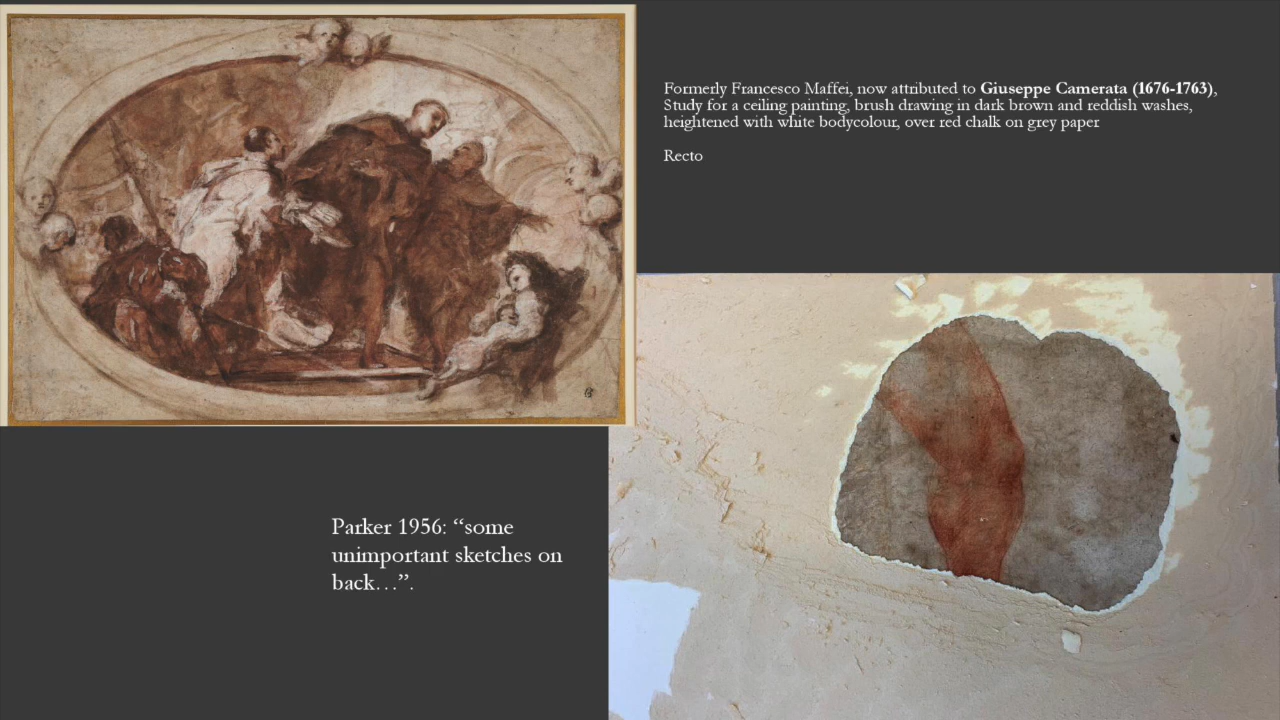 Formerly Francesco Maffei, now attributed to Giuseppe Camerata (1676-1763),
Study for a ceiling painting, brush drawing in dark brown and reddish washes,
heightened with white bodycolour, over red chalk on grey paper
Recto
Parker 1956: “some
unimportant sketches on
back…”.